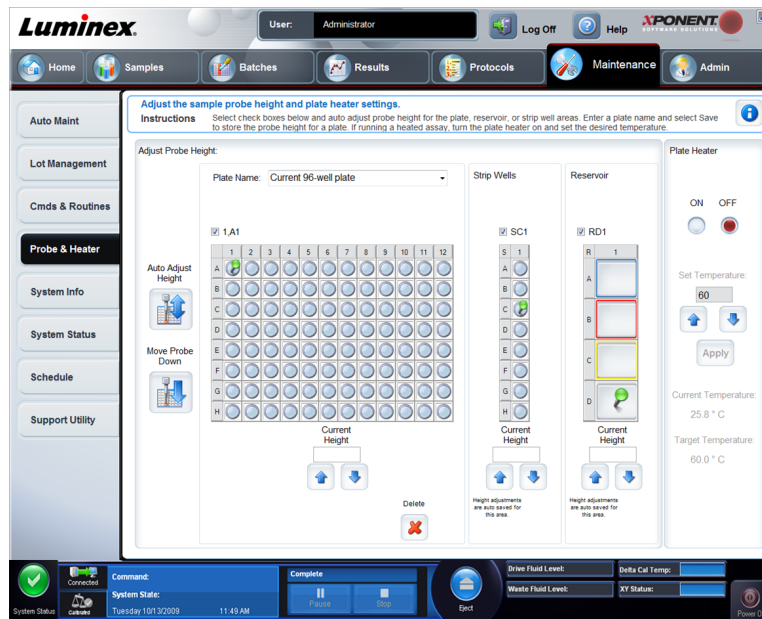 Luminex.
User: Administrator
Log Off
Help
XPONENT.
SOFTWARE SOLUTIONS
Home
Samples
Batches
Results
Protocols
Maintenance
Admin
Auto Maint
Lot Management
Cmds & Routines
Probe & Heater
System Info
System Status
Schedule
Support Utility
Adjust the sample probe height and plate heater settings.
Instructions
Select check boxes below and auto adjust probe height for the plate, reservoir, or strip well areas. Enter a plate name and select Save
to store the probe height for a plate. If running a heated assay, turn the plate heater on and set the desired temperature.
Adjust Probe Height:
Plate Name: Current 96-well plate
1,A1
1 2 3 4 5 6 7 8 9 10 11 12
A
B
C
D
E
F
G
H
Auto Adjust
Height
Move Probe
Down
Current
Height
Delete
Strip Wells
SC1
S 1
A
B
C
D
E
F
G
H
Current
Height
Height adjustments
are auto saved for
this area.
Reservoir
RD1
R 1
A
B
C
D
Current
Height
Height adjustments
are auto saved for
this area.
Plate Heater
ON OFF
Set Temperature:
60
Apply
Current Temperature:
25.8 ° C
Target Temperature:
60.0 ° C
System Status
Connected
Calibrated
Command:
System State:
Tuesday 10/13/2009 11:49 AM
Complete
Pause
Stop
Eject
Drive Fluid Level:
Waste Fluid Level:
Delta Cal Temp:
XY Status:
Power O